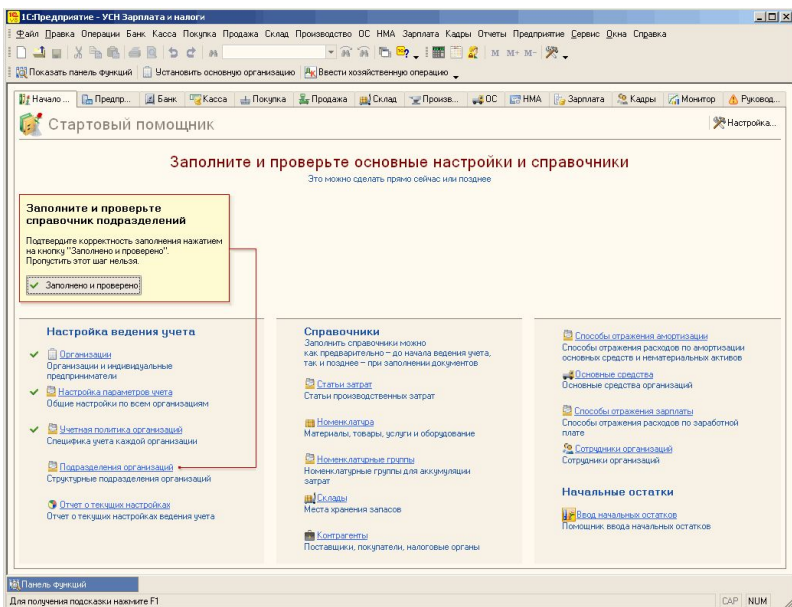 1С:Предприятие - УСН Зарплата и налоги
Файл Правка Операции Банк Касса Покупка Продажа Склад Производство ОС НМА Зарплата Кадры Отчеты Предприятие Сервис Окна Справка
M M+ M-
Показать панель функций Установить основную организацию Ввести хозяйственную операцию
Начало ... Предпр... Банк Касса Покупка Продажа Склад Произв... ОС НМА Зарплата Кадры Монитор Руковод...
Стартовый помощник
Настройка...
Заполните и проверьте основные настройки и справочники
Это можно сделать прямо сейчас или позднее
Заполните и проверьте
справочник подразделений
Подтвердите корректность заполнения нажатием
на кнопку "Заполнено и проверено".
Пропустить этот шаг нельзя.
Заполнено и проверено
Настройка ведения учета
Организации
Организации и индивидуальные
предприниматели
Настройка параметров учета
Общие настройки по всем организациям
Учетная политика организаций
Специфика учета каждой организации
Подразделения организаций
Структурные подразделения организаций
Отчет о текущих настройках
Отчет о текущих настройках ведения учета
Справочники
Заполнить справочники можно
как предварительно - до начала ведения учета,
так и позднее - при заполнении документов
Статьи затрат
Статьи производственных затрат
Номенклатура
Материалы, товары, услуги и оборудование
Номенклатурные группы
Номенклатурные группы для аккумуляции
затрат
Склады
Места хранения запасов
Контрагенты
Поставщики, покупатели, налоговые органы
Способы отражения амортизации
Способы отражения расходов по амортизации
основных средств и нематериальных активов
Основные средства
Основные средства организаций
Способы отражения зарплаты
Способы отражения расходов по заработной
плате
Сотрудники организаций
Сотрудники организаций
Начальные остатки
Ввод начальных остатков
Помощник ввода начальных остатков
Панель функций
Для получения подсказки нажмите F1
CAP NUM